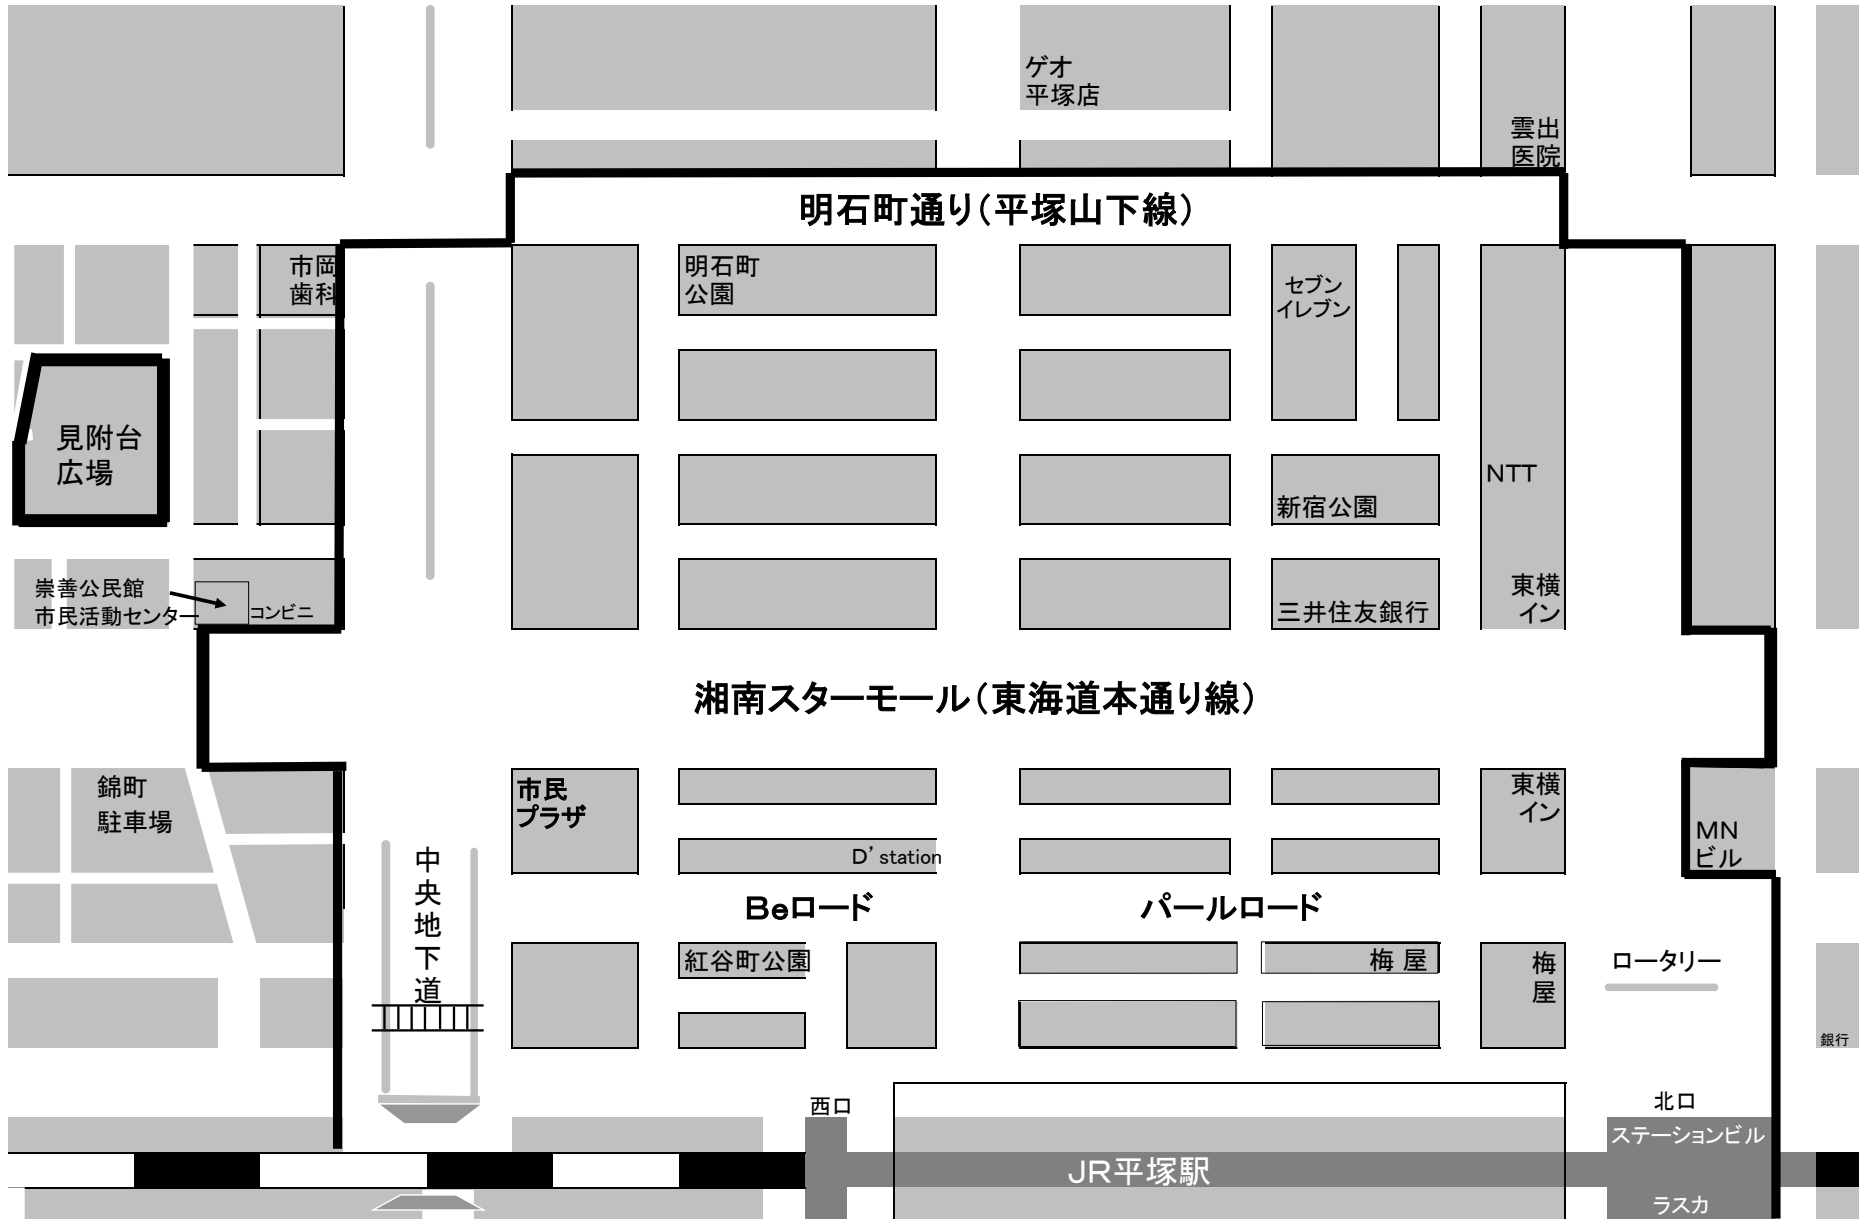 ゲオ
平塚店
雲出
医院
明石町通り(平塚山下線)
市岡
歯科
明石町
公園
セブン
イレブン
見附台
広場
NTT
新宿公園
崇善公民館
市民活動センター
コンビニ
三井住友銀行
東横
イン
湘南スターモール(東海道本通り線)
錦町
駐車場
市民
プラザ
東横
イン
MN
ビル
中央地下道
D’station
Beロード
パールロード
紅谷町公園
梅 屋
梅屋
ロータリー
銀行
西口
北口
ステーションビル
JR平塚駅
ラスカ